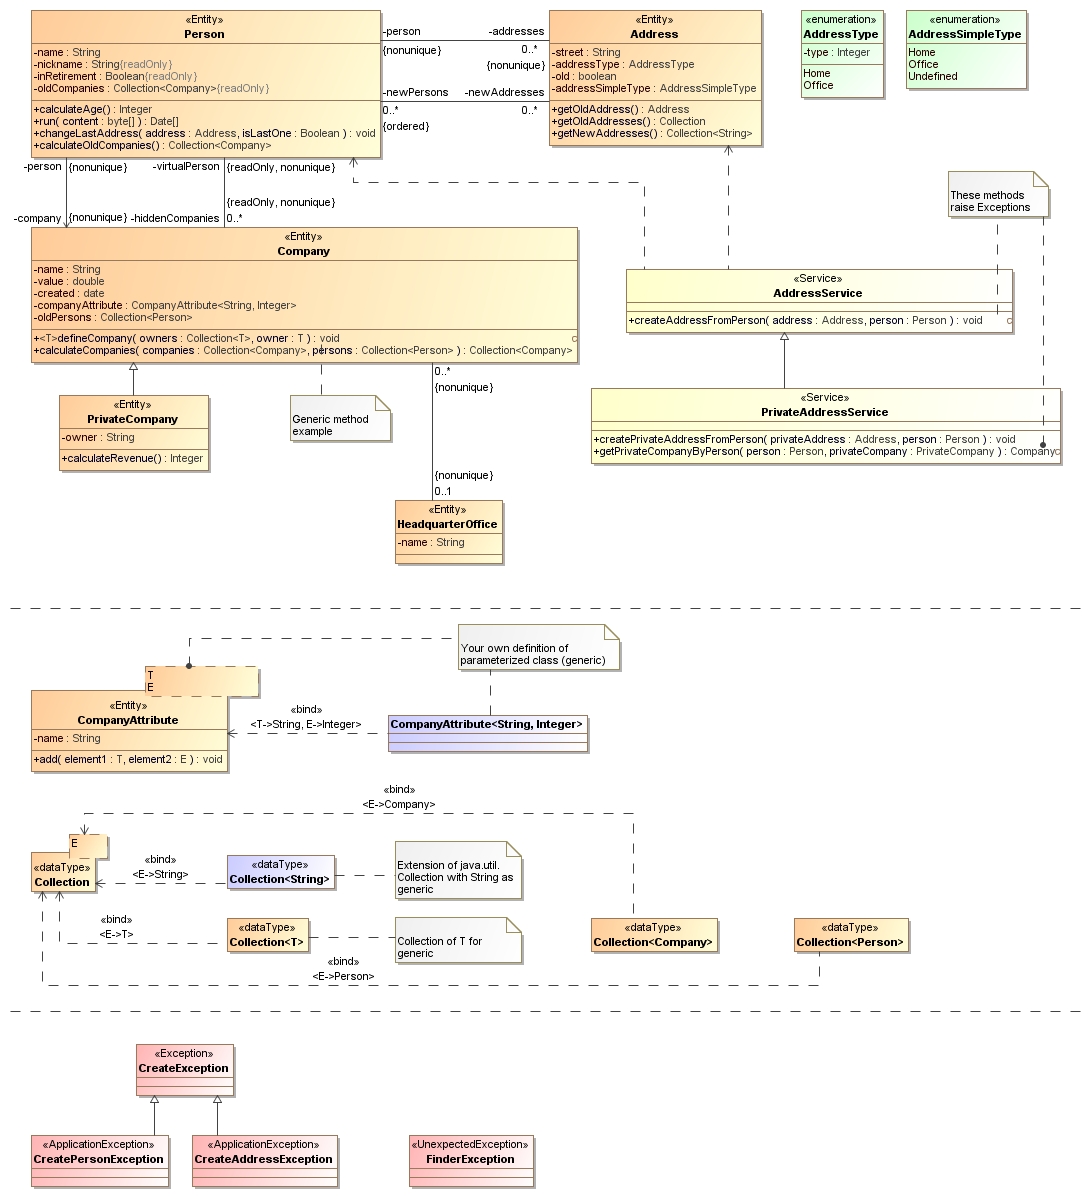 «Entity»
Person
-name : String
-nickname : String{readOnly}
-inRetirement : Boolean{readOnly}
-oldCompanies : Collection<Company>{readOnly}
+calculateAge() : Integer
+run( content : byte[] ) : Date[]
+changeLastAddress( address : Address, isLastOne : Boolean ) : void
+calculateOldCompanies() : Collection<Company>
-person
{nonunique}
-addresses
0..*
{nonunique}
-newPersons
0..*
{ordered}
-newAddresses
0..*
«Entity»
Address
-street : String
-addressType : AddressType
-old : boolean
-addressSimpleType : AddressSimpleType
+getOldAddress() : Address
+getOldAddresses() : Collection
+getNewAddresses() : Collection<String>
«enumeration»
AddressType
-type : Integer
Home
Office
«enumeration»
AddressSimpleType
Home
Office
Undefined
-person
{nonunique}
-virtualPerson
{readOnly, nonunique}
{readOnly, nonunique}
-company
{nonunique}
-hiddenCompanies
0..*
These methods
raise Exceptions
«Entity»
Company
-name : String
-value : double
-created : date
-companyAttribute : CompanyAttribute<String, Integer>
-oldPersons : Collection<Person>
+<T>defineCompany( owners : Collection<T>, owner : T ) : void
+calculateCompanies( companies : Collection<Company>, persons : Collection<Person> ) : Collection<Company>
«Service»
AddressService
+createAddressFromPerson( address : Address, person : Person ) : void
«Service»
PrivateAddressService
+createPrivateAddressFromPerson( privateAddress : Address, person : Person ) : void
+getPrivateCompanyByPerson( person : Person, privateCompany : PrivateCompany ) : Company
«Entity»
PrivateCompany
-owner : String
+calculateRevenue() : Integer
Generic method
example
0..*
{nonunique}
{nonunique}
0..1
«Entity»
HeadquarterOffice
-name : String
Your own definition of
parameterized class (generic)
T
E
«Entity»
CompanyAttribute
-name : String
+add( element1 : T, element2 : E ) : void
«bind»
<T->String, E->Integer>
CompanyAttribute<String, Integer>
«bind»
<E->Company>
E
«dataType»
Collection
«bind»
<E->String>
«dataType»
Collection<String>
Extension of java.util.
Collection with String as
generic
«bind»
<E->T>
«dataType»
Collection<T>
Collection of T for
generic
«dataType»
Collection<Company>
«dataType»
Collection<Person>
«bind»
<E->Person>
«Exception»
CreateException
«ApplicationException»
CreatePersonException
«ApplicationException»
CreateAddressException
«UnexpectedException»
FinderException